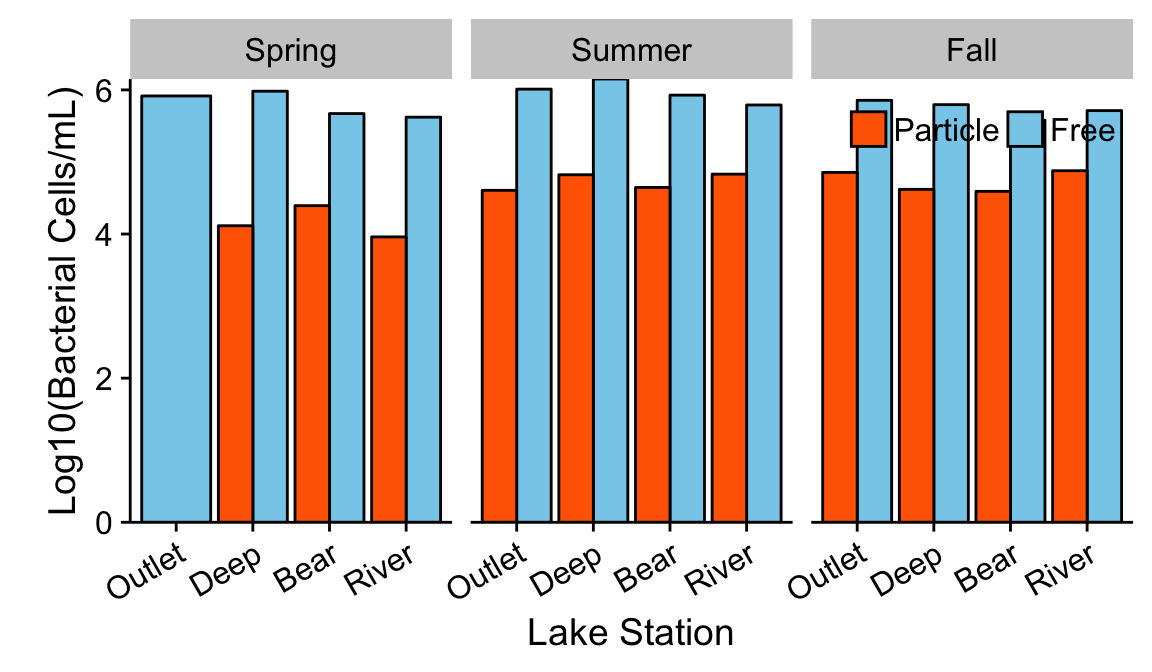 Spring Summer Fall
Log10(Bacterial Cells/mL)
6
4
2
0
Particle Free
Outlet Deep Bear River Outlet Deep Bear River Outlet Deep Bear River
Lake Station